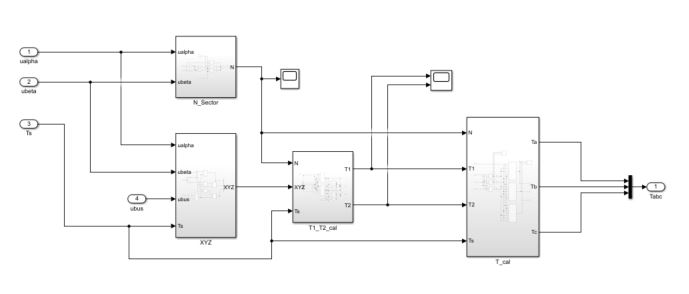 1
ualpha
2
ubeta
3
Ts
ualpha
ubeta
N
N_Sector
ualpha
ubeta
ubus
Ts
XYZ
XYZ
4
ubus
N
XYZ
Ts
T1
T2
T1_T2_cal
N
T1
T2
Ts
Ta
Tb
Tc
T_cal
1
Tabc